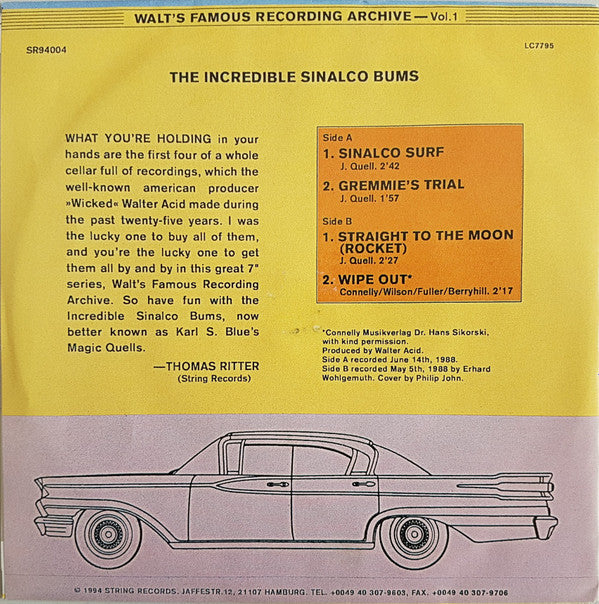 WALT'S FAMOUS RECORDING ARCHIVE — Vol. 1
SR94004
LC7795
THE INCREDIBLE SINALCO BUMS
WHAT YOU'RE HOLDING in your
hands are the first four of a whole
cellar full of recordings, which the
well-known american producer
»Wicked« Walter Acid made during
the past twenty-five years. I was
the lucky one to buy all of them,
and you're the lucky one to get
them all by and by in this great 7"
series, Walt's Famous Recording
Archive. So have fun with the
Incredible Sinalco Bums, now
better known as Karl S. Blue's
Magic Quells.
—THOMAS RITTER
(String Records)
Side A
1. SINALCO SURF
J. Quell. 2'42
2. GREMMIE'S TRIAL
J. Quell. 1'57
Side B
1. STRAIGHT TO THE MOON
(ROCKET)
J. Quell. 2'27
2. WIPE OUT*
Connelly/Wilson/Fuller/Berryhill. 2'17
*Connelly Musikverlag Dr. Hans Sikorski,
with kind permission.
Produced by Walter Acid.
Side A recorded June 14th, 1988.
Side B recorded May 5th, 1988 by Erhard
Wohlgemuth. Cover by Philip John.
© 1994 STRING RECORDS. JAFFESTR.12, 21107 HAMBURG. TEL. +0049 40 307-9603, FAX. +0049 40 307-9706